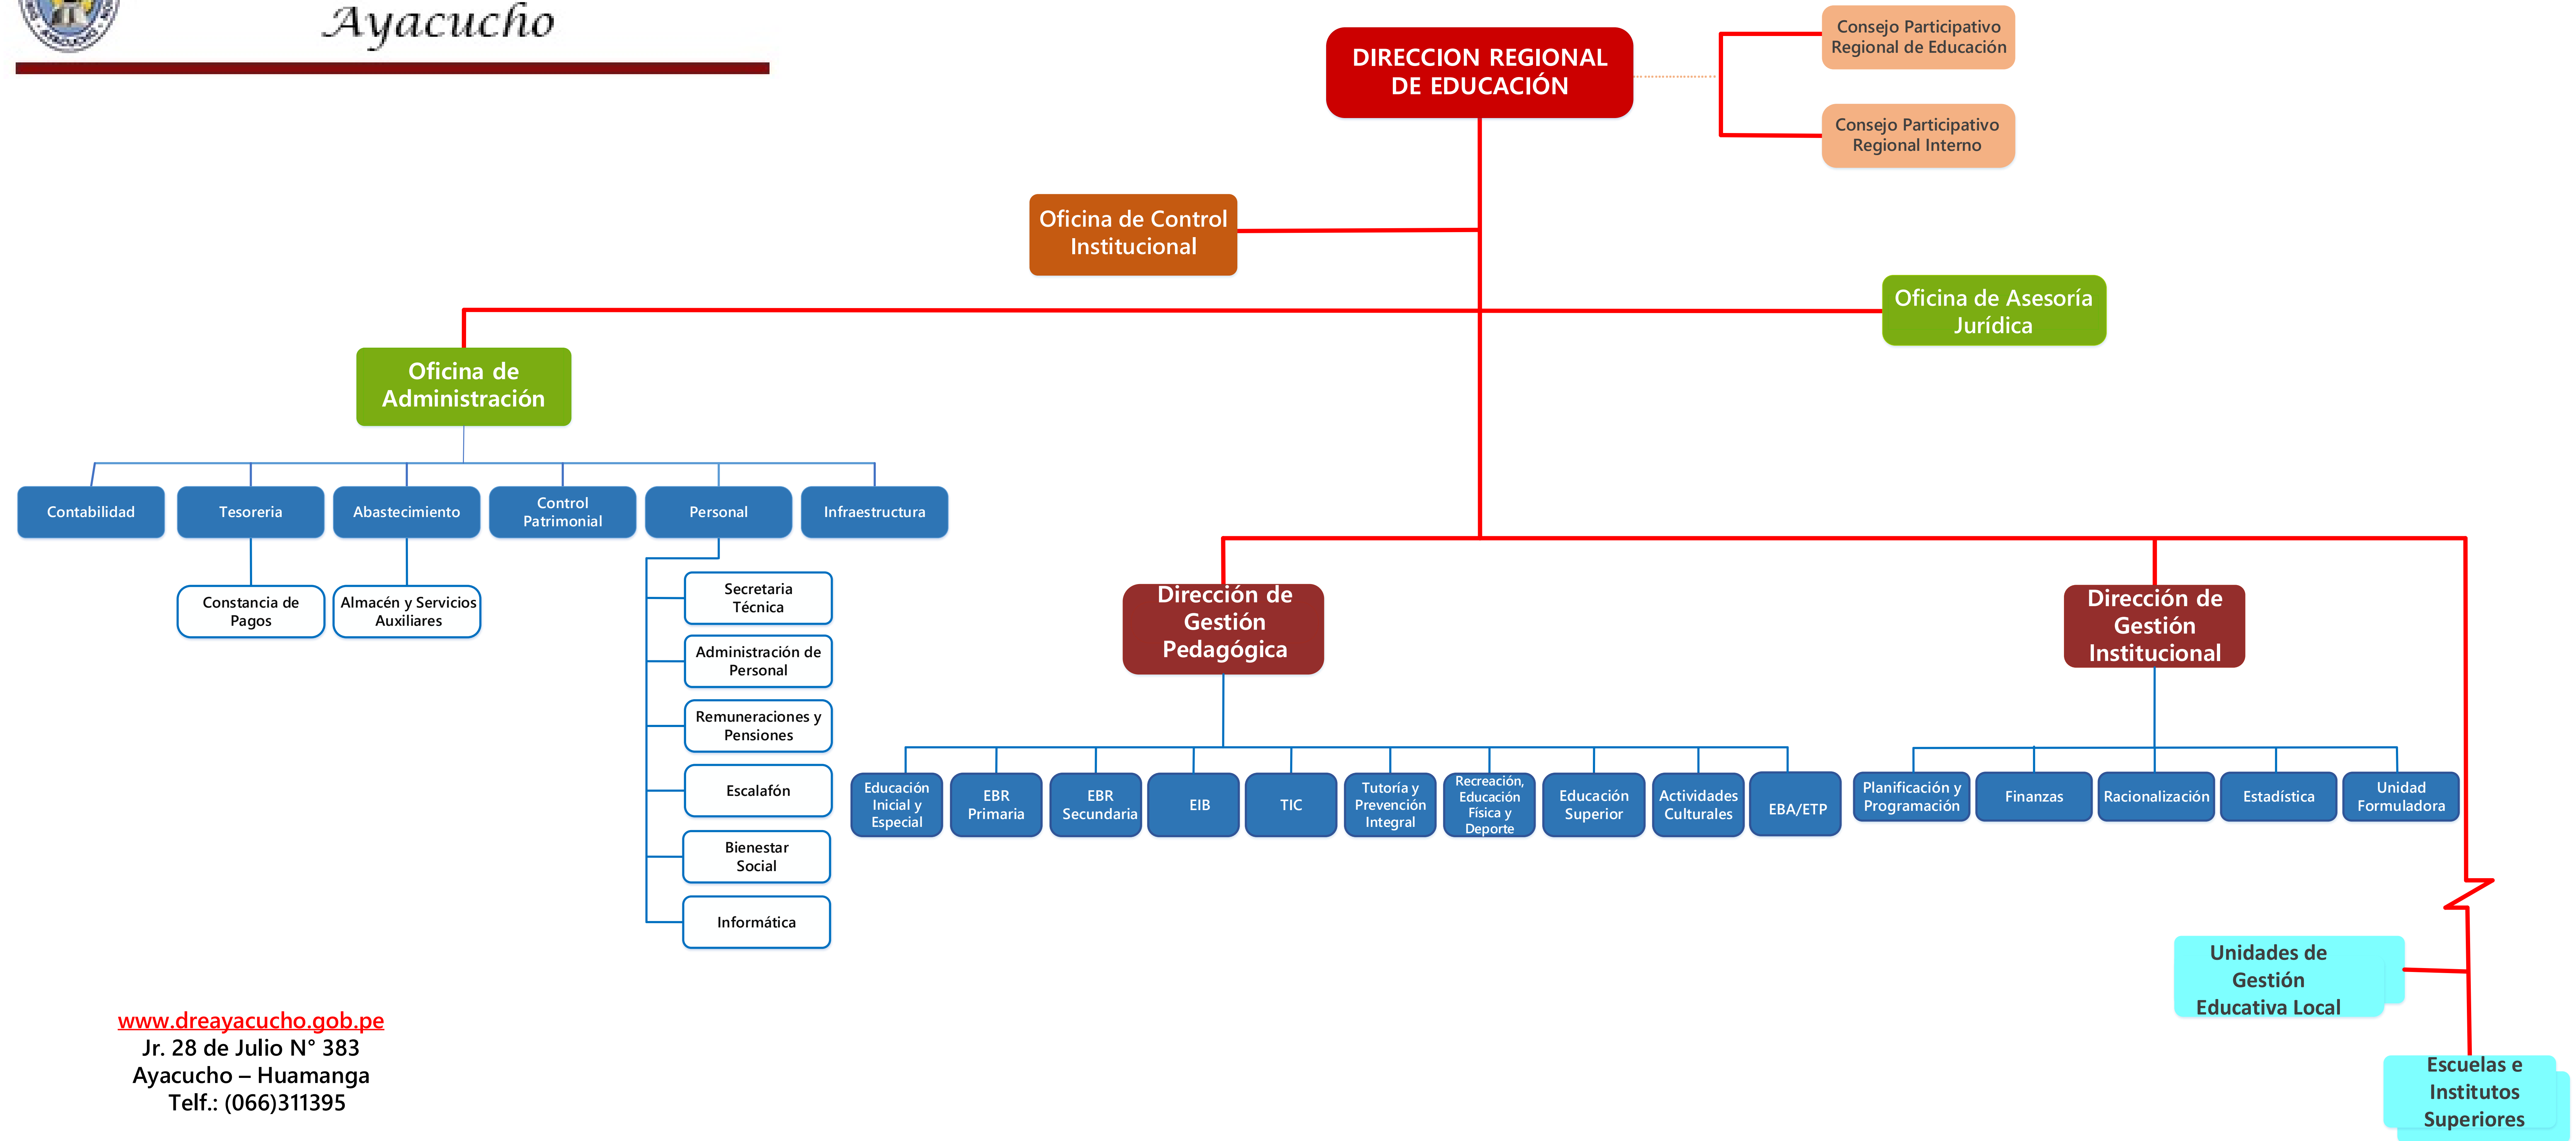 Ayacucho
DIRECCION REGIONAL
DE EDUCACIÓN
Consejo Participativo
Regional de Educación
Consejo Participativo
Regional Interno
Oficina de Control
Institucional
Oficina de Asesoría
Jurídica
Oficina de
Administración
Contabilidad
Tesoreria
Abastecimiento
Control
Patrimonial
Personal
Infraestructura
Constancia de
Pagos
Almacén y Servicios
Auxiliares
Secretaria
Técnica
Administración de
Personal
Remuneraciones y
Pensiones
Escalafón
Bienestar
Social
Informática
Dirección de
Gestión
Pedagógica
Dirección de
Gestión
Institucional
Educación
Inicial y
Especial
EBR
Primaria
EBR
Secundaria
EIB
TIC
Tutoría y
Prevención
Integral
Recreación,
Educación
Física y
Deporte
Educación
Superior
Actividades
Culturales
EBA/ETP
Planificación y
Programación
Finanzas
Racionalización
Estadística
Unidad
Formuladora
Unidades de
Gestión
Educativa Local
Escuelas e
Institutos
Superiores
www.dreayacucho.gob.pe
Jr. 28 de Julio N° 383
Ayacucho – Huamanga
Telf.: (066)311395